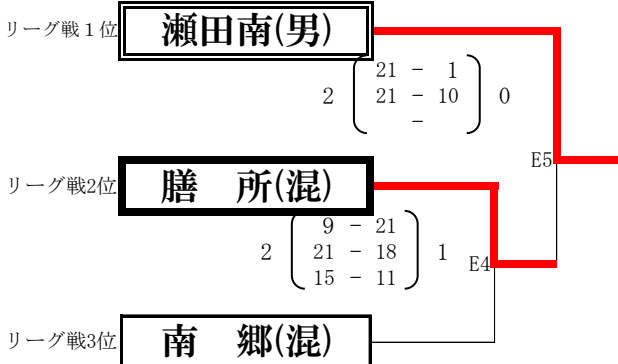 リーグ戦１位 瀬田南(男)
21 － 1
2 21 － 10 0
－
E5
リーグ戦2位 膳　所(混)
9 － 21
2 21 － 18 1
15 － 11
E4
リーグ戦3位 南　郷(混)